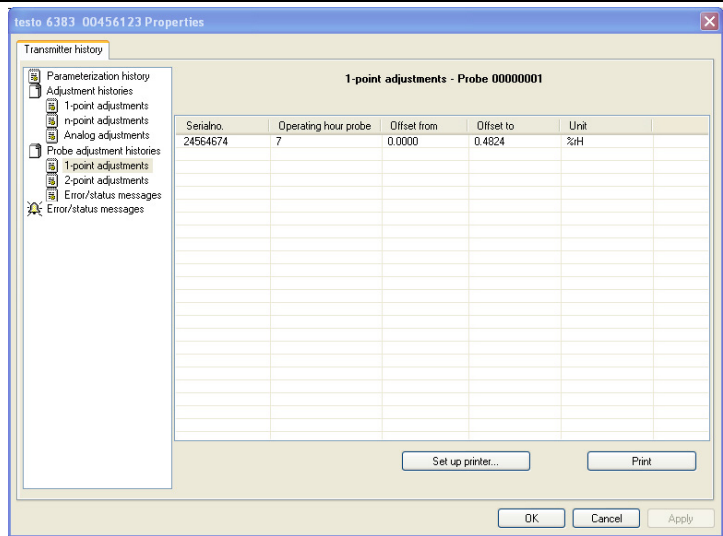 testo 6383 00456123 Properties
Transmitter history
Parameterization history
Adjustment histories
1-point adjustments
n-point adjustments
Analog adjustments
Probe adjustment histories
1-point adjustments
2-point adjustments
Error/status messages
Error/status messages
1-point adjustments - Probe 00000001
Serialno. Operating hour probe Offset from Offset to Unit
24564674 7 0.0000 0.4824 %rH
Set up printer... Print
OK Cancel Apply